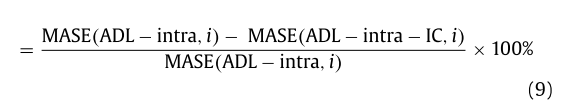 = MASE(ADL − intra, i) − MASE(ADL − intra − IC, i)
MASE(ADL − intra, i)
× 100%
(9)